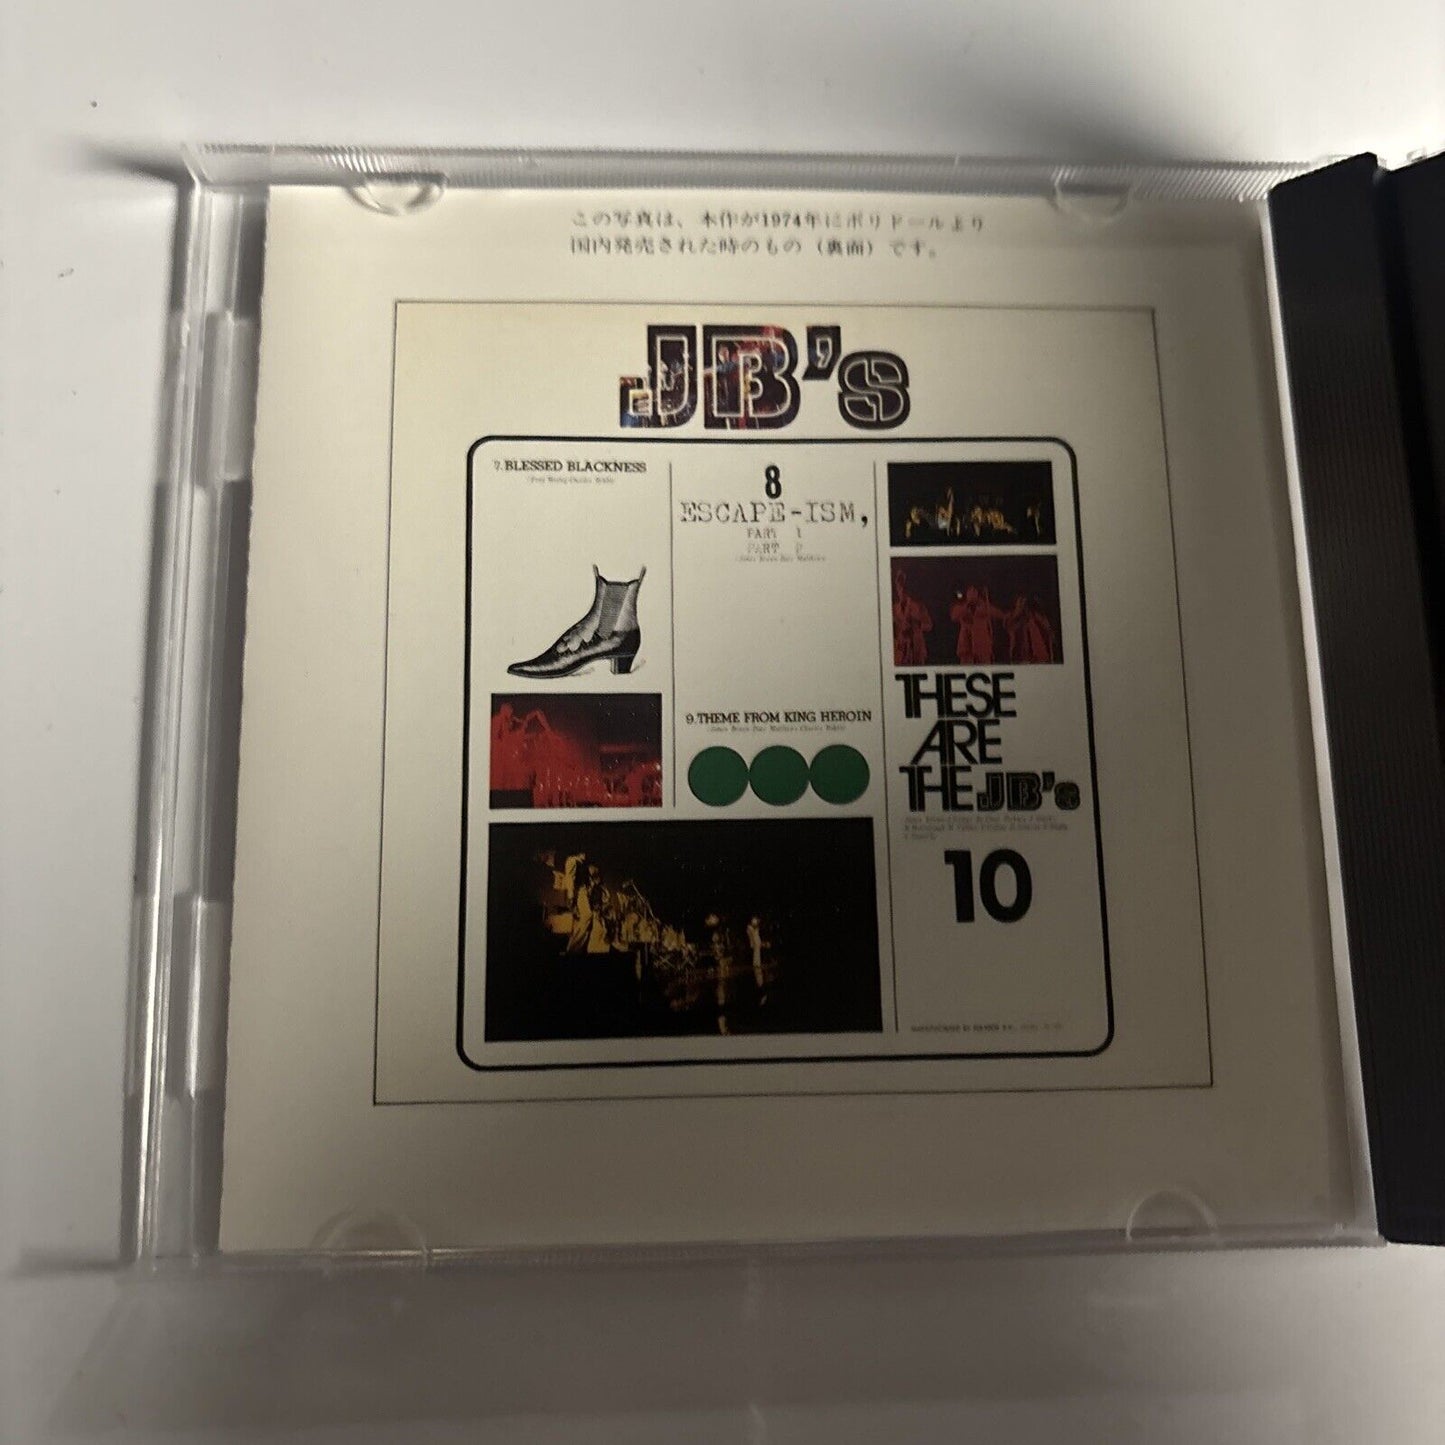 この写真は、本作が1974年にポリドールより
国内発売された時のもの（裏面）です。
JB's
7. BLESSED BLACKNESS
8
ESCAPE-ISM,
PART 1
PART 2
9. THEME FROM KING HEROIN
THESE
ARE
THE JB's
10